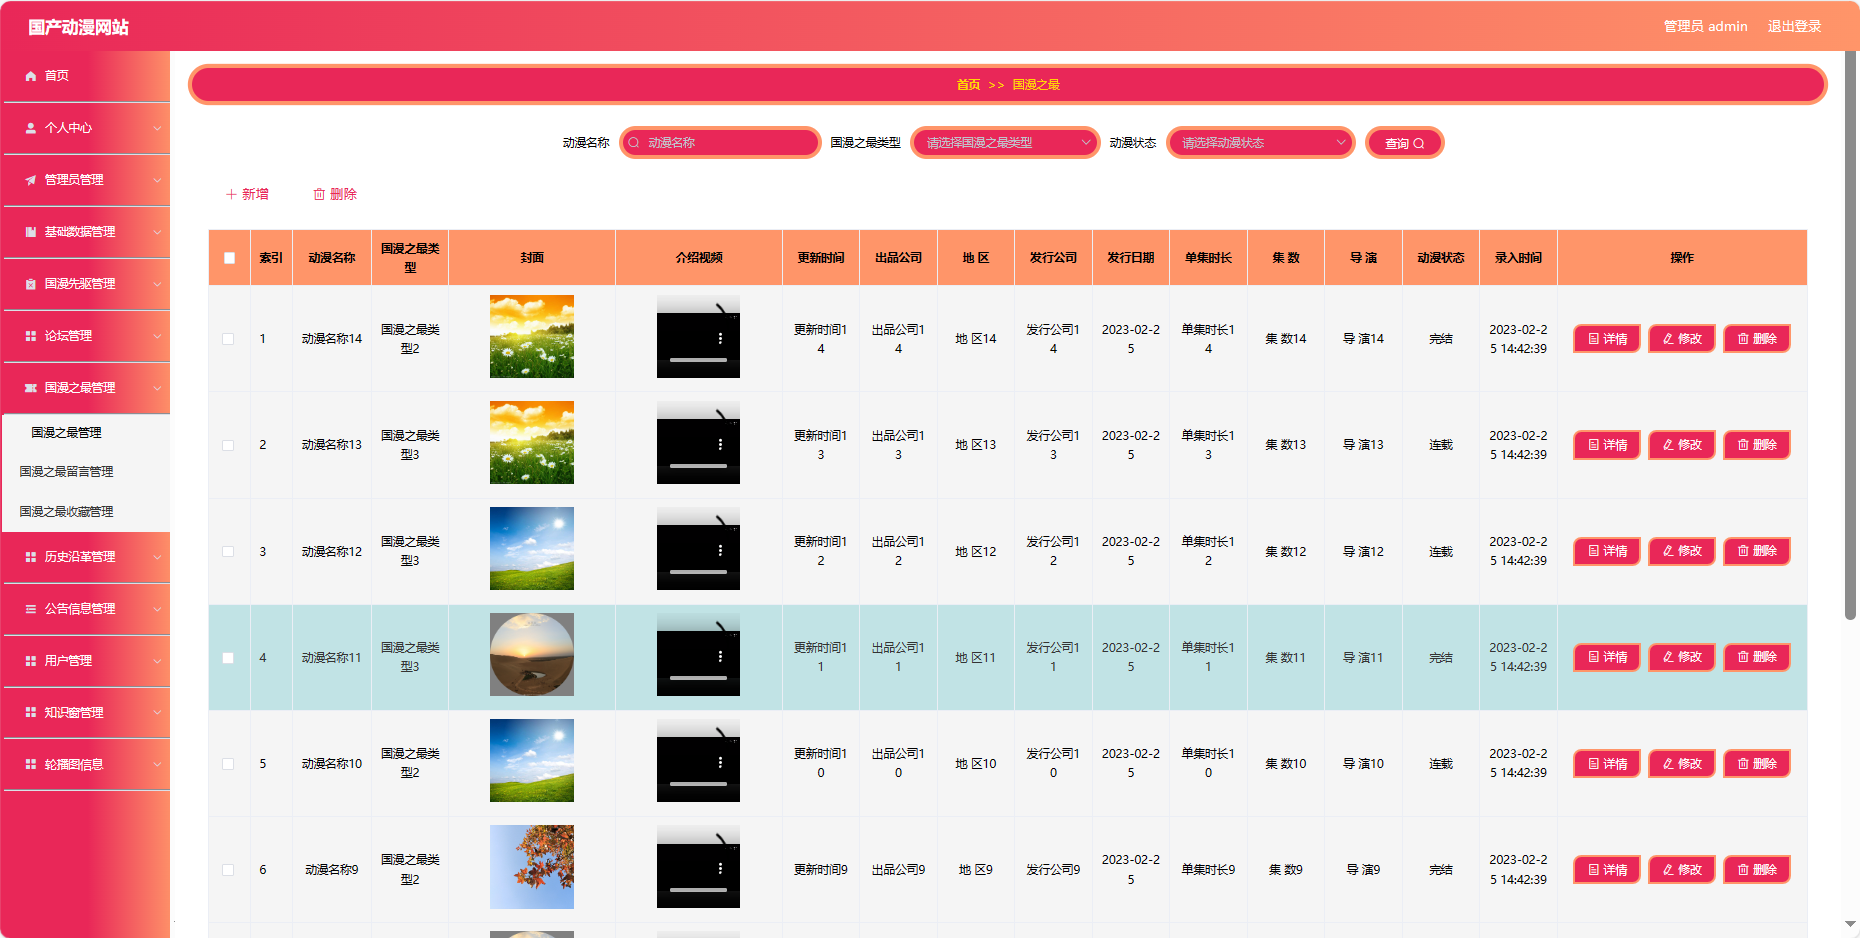 国产动漫网站
管理员 admin 退出登录
首页
个人中心
管理员管理
基础数据管理
国漫先驱管理
论坛管理
国漫之最管理
国漫之最管理
国漫之最留言管理
国漫之最收藏管理
历史沿革管理
公告信息管理
用户管理
知识窗管理
轮播图信息
首页 >> 国漫之最
动漫名称 动漫名称 国漫之最类型 请选择国漫之最类型 动漫状态 请选择动漫状态 查询
新增 删除
索引 动漫名称 国漫之最类型 封面 介绍视频 更新时间 出品公司 地 区 发行公司 发行日期 单集时长 集 数 导 演 动漫状态 录入时间 操作
1 动漫名称14 国漫之最类型2 更新时间14 出品公司14 地 区14 发行公司14 2023-02-25 单集时长14 集 数14 导 演14 完结 2023-02-25 14:42:39 详情 修改 删除
2 动漫名称13 国漫之最类型3 更新时间13 出品公司13 地 区13 发行公司13 2023-02-25 单集时长13 集 数13 导 演13 连载 2023-02-25 14:42:39 详情 修改 删除
3 动漫名称12 国漫之最类型3 更新时间12 出品公司12 地 区12 发行公司12 2023-02-25 单集时长12 集 数12 导 演12 连载 2023-02-25 14:42:39 详情 修改 删除
4 动漫名称11 国漫之最类型3 更新时间11 出品公司11 地 区11 发行公司11 2023-02-25 单集时长11 集 数11 导 演11 完结 2023-02-25 14:42:39 详情 修改 删除
5 动漫名称10 国漫之最类型2 更新时间10 出品公司10 地 区10 发行公司10 2023-02-25 单集时长10 集 数10 导 演10 连载 2023-02-25 14:42:39 详情 修改 删除
6 动漫名称9 国漫之最类型2 更新时间9 出品公司9 地 区9 发行公司9 2023-02-25 单集时长9 集 数9 导 演9 完结 2023-02-25 14:42:39 详情 修改 删除